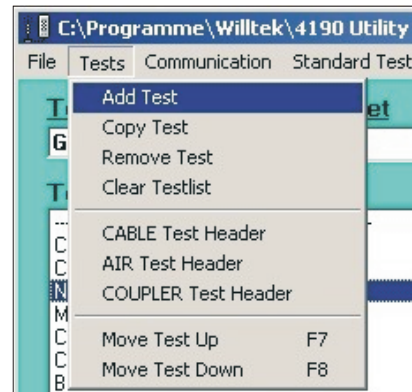 C:\Programme\Willtek\4190 Utility
File Tests Communication Standard Test
Add Test
Copy Test
Remove Test
Clear Testlist
CABLE Test Header
AIR Test Header
COUPLER Test Header
Move Test Up F7
Move Test Down F8